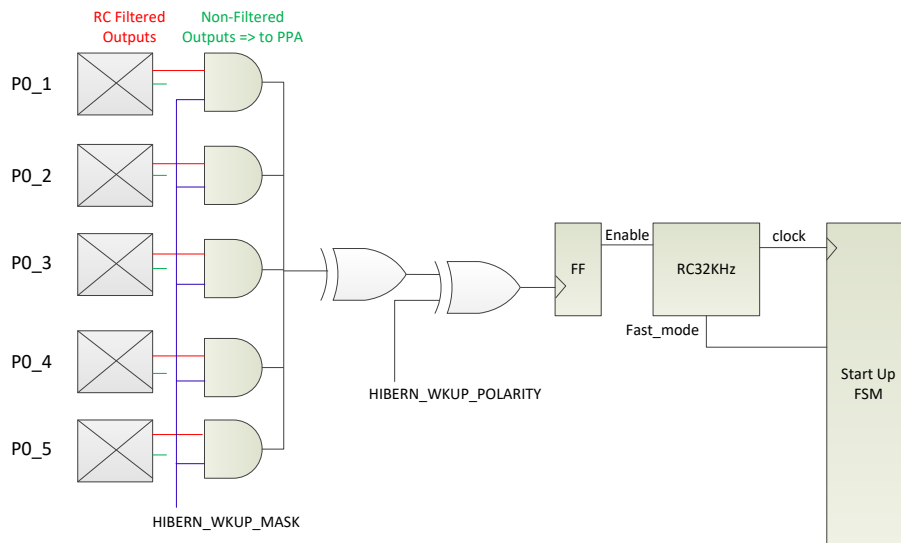 RC Filtered
Outputs
Non-Filtered
Outputs => to PPA
P0_1
P0_2
P0_3
P0_4
P0_5
HIBERN_WKUP_MASK
HIBERN_WKUP_POLARITY
FF
Enable
RC32KHz
clock
Fast_mode
Start Up
FSM